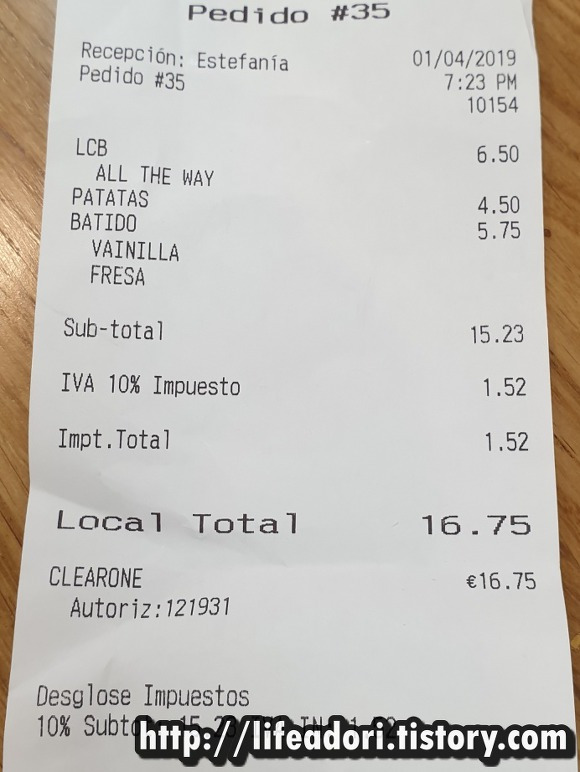 Pedido #35
Recepción: Estefanía 01/04/2019
Pedido #35 7:23 PM
10154
LCB 6.50
ALL THE WAY
PATATAS 4.50
BATIDO 5.75
VAINILLA
FRESA
Sub-total 15.23
IVA 10% Impuesto 1.52
Impt.Total 1.52
Local Total 16.75
CLEARONE €16.75
Autoriz:121931
Desglose Impuestos
10%
http://lifeadori.tistory.com